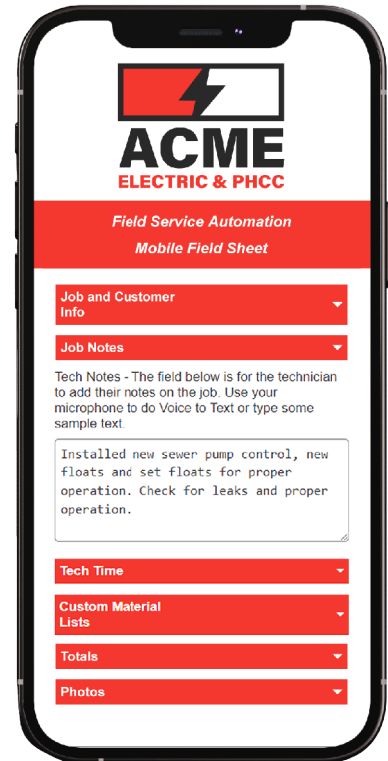 ACME
ELECTRIC & PHCC
Field Service Automation
Mobile Field Sheet
Job and Customer
Info
Job Notes
Tech Notes - The field below is for the technician
to add their notes on the job. Use your
microphone to do Voice to Text or type some
sample text.
Installed new sewer pump control, new
floats and set floats for proper
operation. Check for leaks and proper
operation.
Tech Time
Custom Material
Lists
Totals
Photos